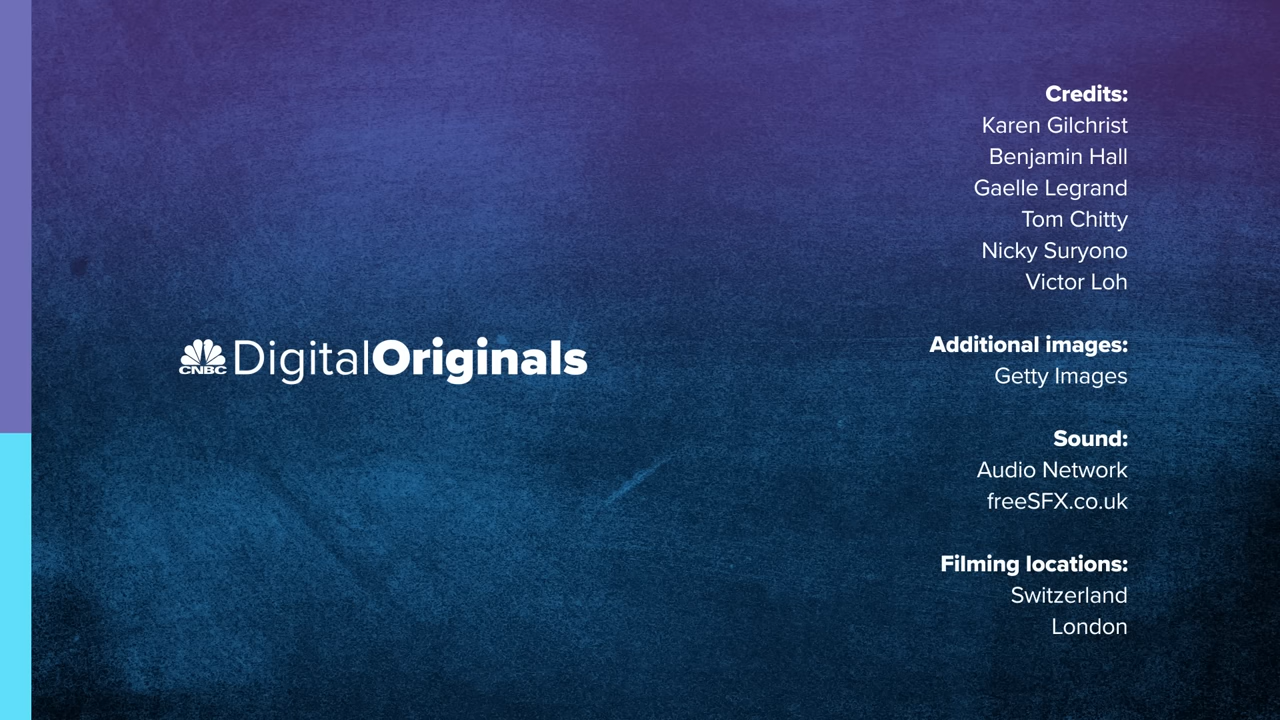 CNBC DigitalOriginals
Credits:
Karen Gilchrist
Benjamin Hall
Gaelle Legrand
Tom Chitty
Nicky Suryono
Victor Loh
Additional images:
Getty Images
Sound:
Audio Network
freeSFX.co.uk
Filming locations:
Switzerland
London